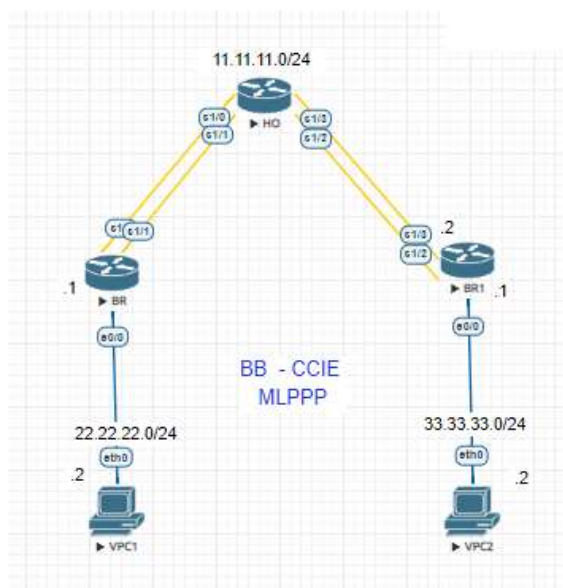 11.11.11.0/24
s1/0
s1/3
HO
s1/1
s1/2
s1/1
s1/3
.2
s1/2
.1
BR
BR1
.1
e0/0
e0/0
BB - CCIE
MLPPP
22.22.22.0/24
33.33.33.0/24
eth0
eth0
.2
.2
VPC1
VPC2